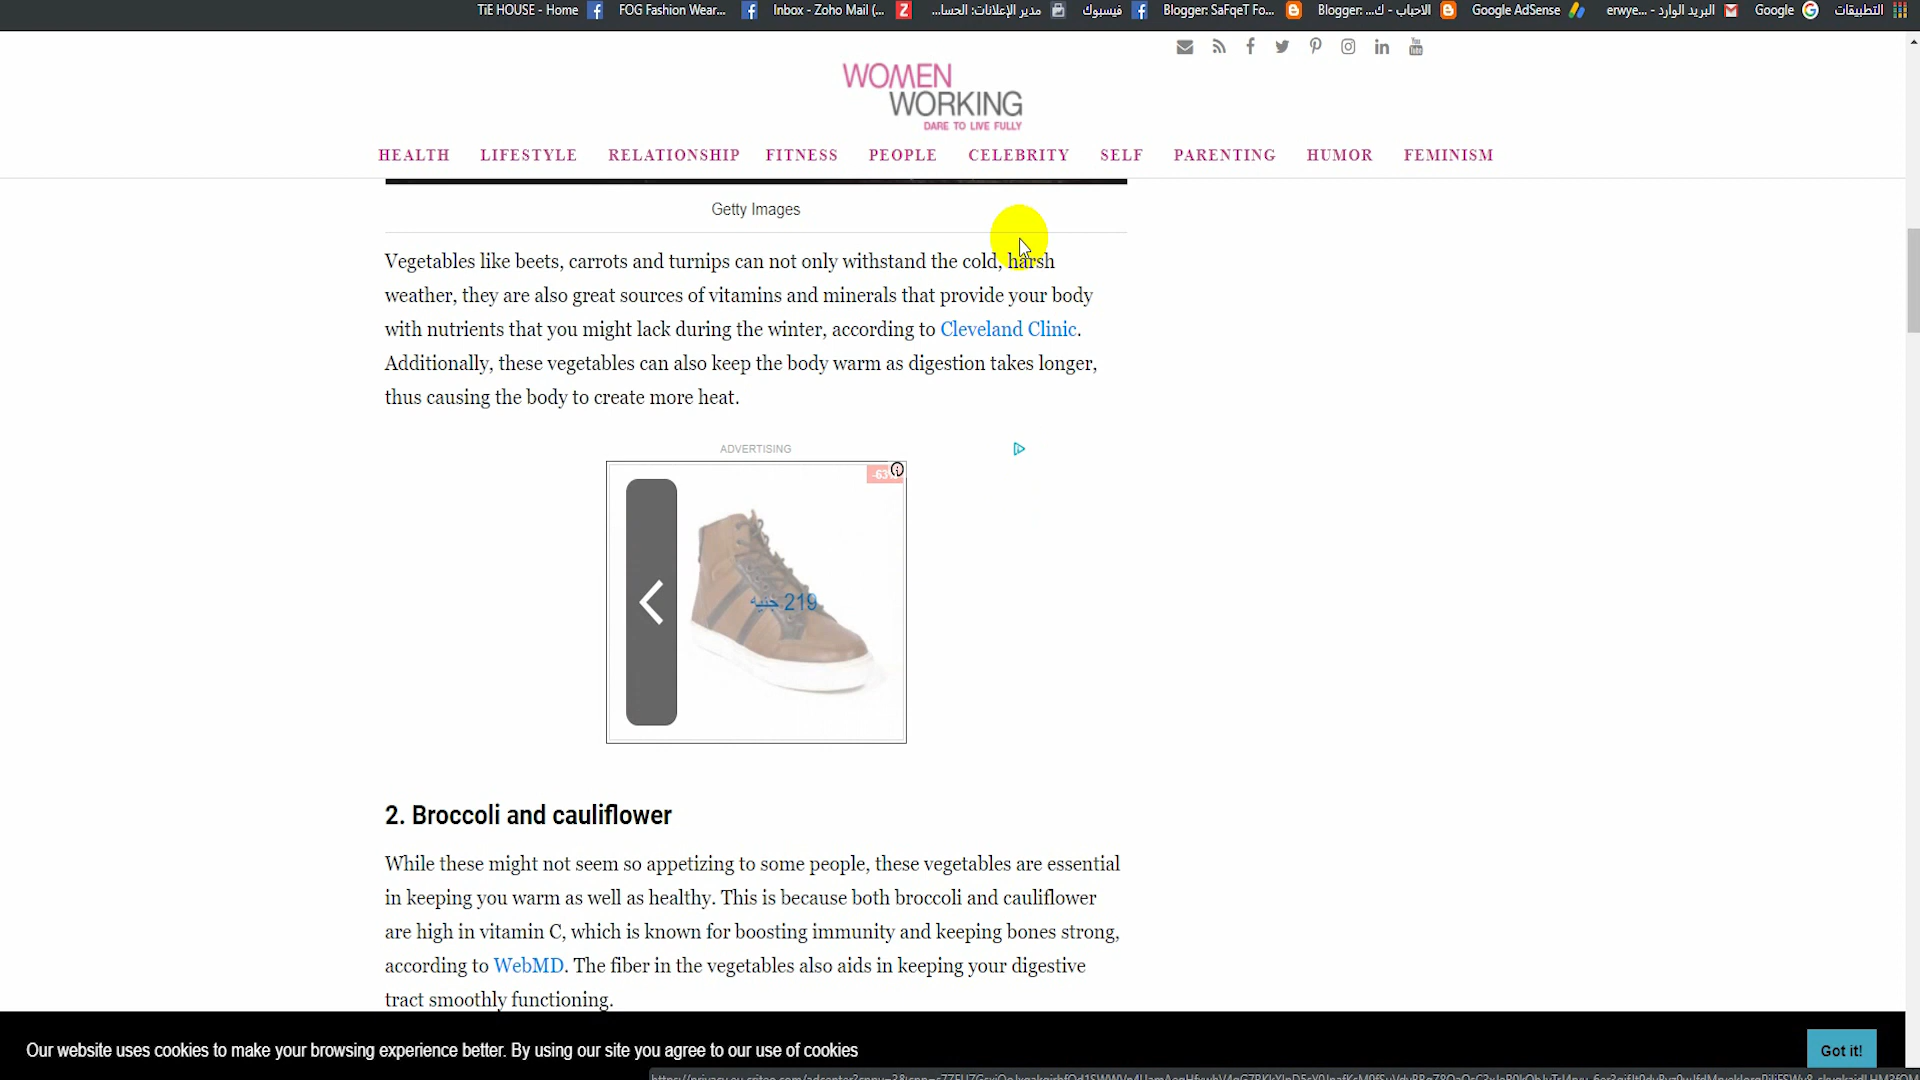 TiE HOUSE - Home
FOG Fashion Wear...
Inbox - Zoho Mail (...
مدير الإعلانات: الحسا...
فيسبوك
Blogger: SaFqeT Fo...
Blogger: ...الاحباب - ك
Google AdSense
البريد الوارد - ...erwye
Google
التطبيقات
WOMEN
WORKING
DARE TO LIVE FULLY
HEALTH LIFESTYLE RELATIONSHIP FITNESS PEOPLE CELEBRITY SELF PARENTING HUMOR FEMINISM
Getty Images
Vegetables like beets, carrots and turnips can not only withstand the cold, harsh
weather, they are also great sources of vitamins and minerals that provide your body
with nutrients that you might lack during the winter, according to Cleveland Clinic.
Additionally, these vegetables can also keep the body warm as digestion takes longer,
thus causing the body to create more heat.
ADVERTISING
219 جنيه
2. Broccoli and cauliflower
While these might not seem so appetizing to some people, these vegetables are essential
in keeping you warm as well as healthy. This is because both broccoli and cauliflower
are high in vitamin C, which is known for boosting immunity and keeping bones strong,
according to WebMD. The fiber in the vegetables also aids in keeping your digestive
tract smoothly functioning.
Our website uses cookies to make your browsing experience better. By using our site you agree to our use of cookies
Got it!